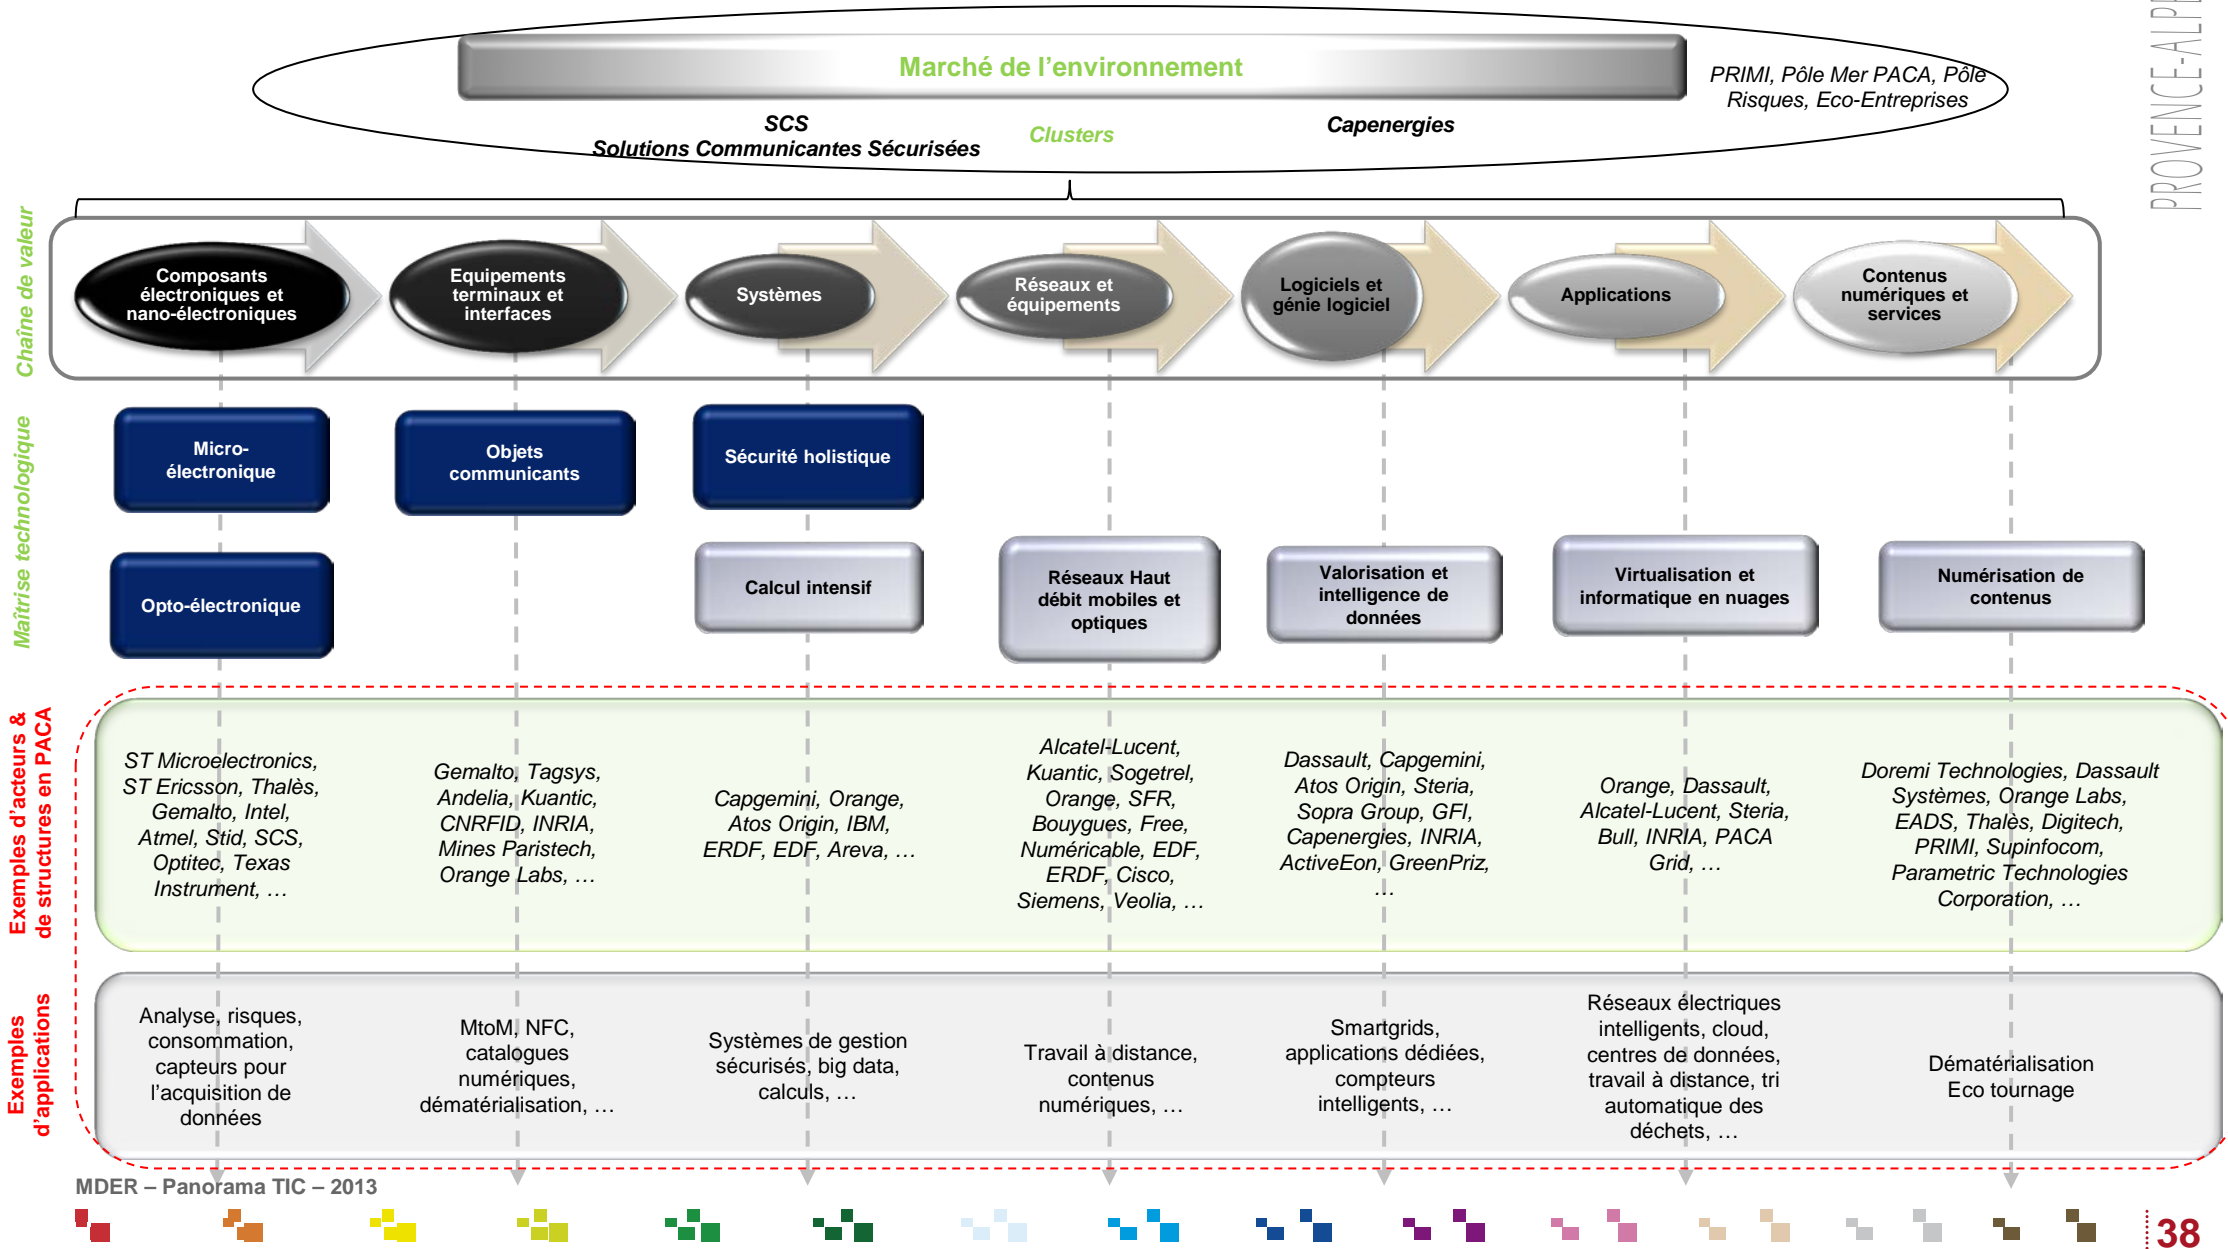 PROVENCE-ALP
Marché de l'environnement
PRIMI, Pôle Mer PACA, Pôle
Risques, Eco-Entreprises
SCS
Solutions Communicantes Sécurisées
Clusters
Capenergies
Chaîne de valeur
Composants
électroniques et
nano-électroniques
Equipements
terminaux et
interfaces
Systèmes
Réseaux et
équipements
Logiciels et
génie logiciel
Applications
Contenus
numériques et
services
Maîtrise technologique
Micro-
électronique
Objets
communicants
Sécurité holistique
Opto-électronique
Calcul intensif
Réseaux Haut
débit mobiles et
optiques
Valorisation et
intelligence de
données
Virtualisation et
informatique en nuages
Numérisation de
contenus
Exemples d'acteurs &
de structures en PACA
ST Microelectronics,
ST Ericsson, Thalès,
Gemalto, Intel,
Atmel, Stid, SCS,
Optitec, Texas
Instrument, …
Gemalto, Tagsys,
Andelia, Kuantic,
CNRFID, INRIA,
Mines Paristech,
Orange Labs, …
Capgemini, Orange,
Atos Origin, IBM,
ERDF, EDF, Areva, …
Alcatel-Lucent,
Kuantic, Sogetrel,
Orange, SFR,
Bouygues, Free,
Numéricable, EDF,
ERDF, Cisco,
Siemens, Veolia, …
Dassault, Capgemini,
Atos Origin, Steria,
Sopra Group, GFI,
Capenergies, INRIA,
ActiveEon, GreenPriz,
…
Orange, Dassault,
Alcatel-Lucent, Steria,
Bull, INRIA, PACA
Grid, …
Doremi Technologies, Dassault
Systèmes, Orange Labs,
EADS, Thalès, Digitech,
PRIMI, Supinfocom,
Parametric Technologies
Corporation, …
Exemples
d'applications
Analyse, risques,
consommation,
capteurs pour
l'acquisition de
données
MtoM, NFC,
catalogues
numériques,
dématérialisation, …
Systèmes de gestion
sécurisés, big data,
calculs, …
Travail à distance,
contenus
numériques, …
Smartgrids,
applications dédiées,
compteurs
intelligents, …
Réseaux électriques
intelligents, cloud,
centres de données,
travail à distance, tri
automatique des
déchets, …
Dématérialisation
Eco tournage
MDER – Panorama TIC – 2013
38